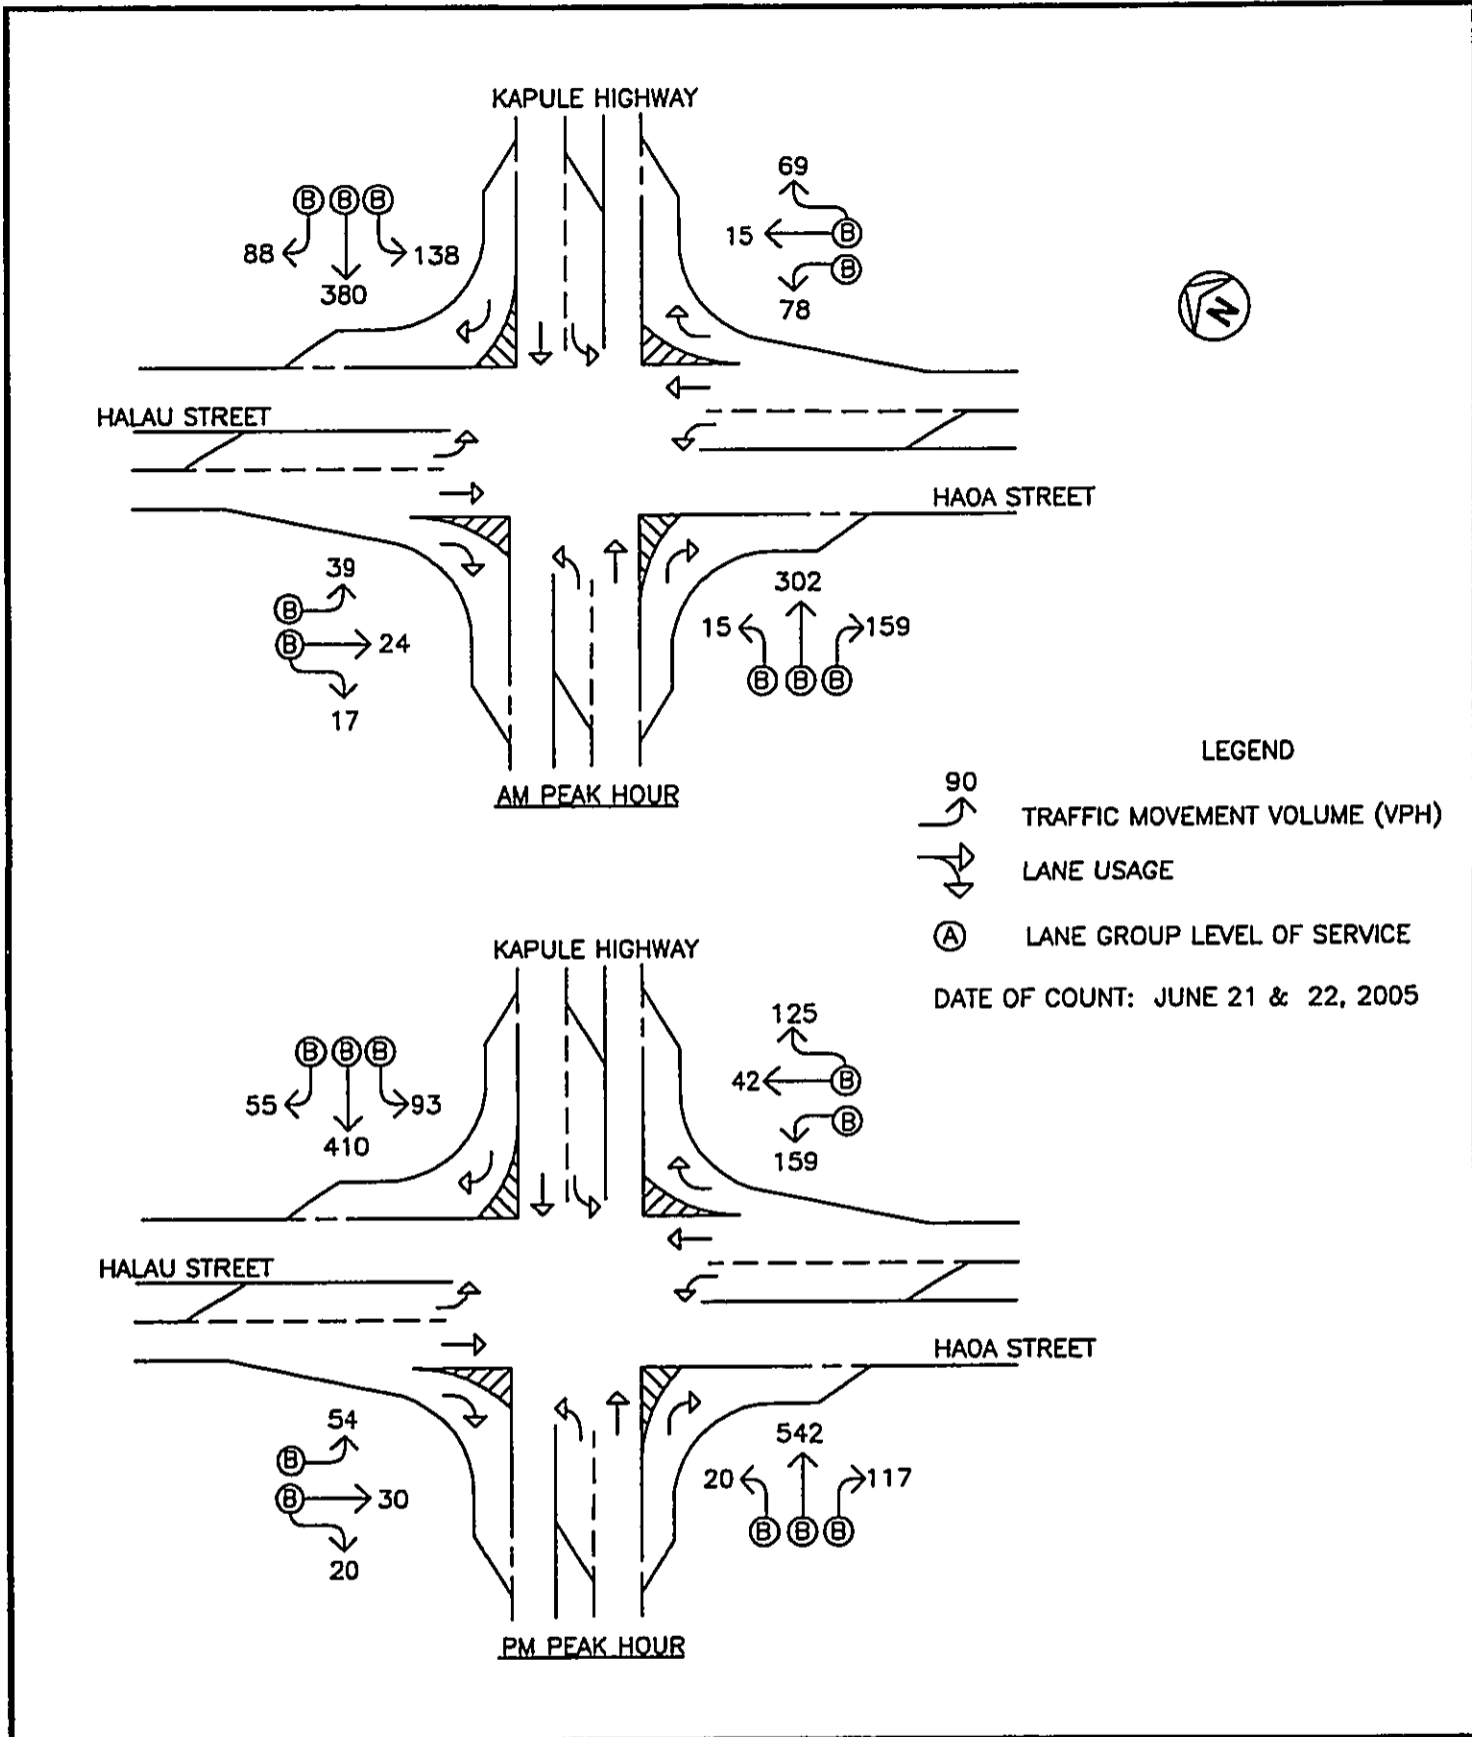 KAPULE HIGHWAY
69
B B B
15 B
88 138
B
380
78
N
HALAU STREET
HAOA STREET
39
302
B
15 159
B 24
B B B
17
LEGEND
90
AM PEAK HOUR
TRAFFIC MOVEMENT VOLUME (VPH)
LANE USAGE
A LANE GROUP LEVEL OF SERVICE
KAPULE HIGHWAY
DATE OF COUNT: JUNE 21 & 22, 2005
125
B B B
42 B
55 93
B
410
159
HALAU STREET
HAOA STREET
54
542
B
20 117
B 30
B B B
20
PM PEAK HOUR